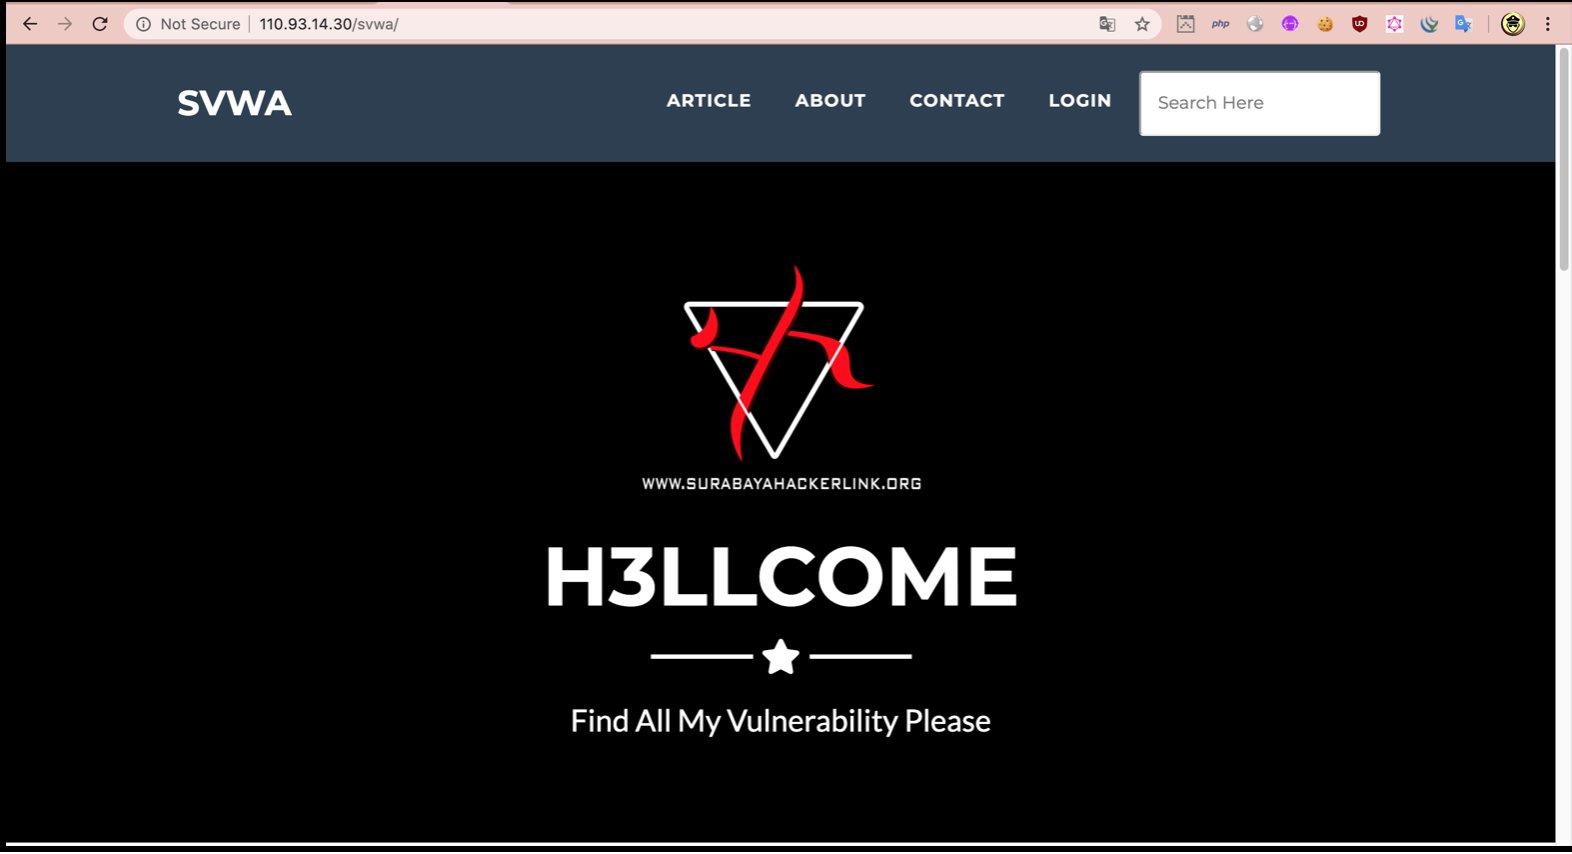 Not Secure | 110.93.14.30/svwa/
php
SVWA
ARTICLE ABOUT CONTACT LOGIN Search Here
WWW.SURABAYAHACKERLINK.ORG
H3LLCOME
Find All My Vulnerability Please